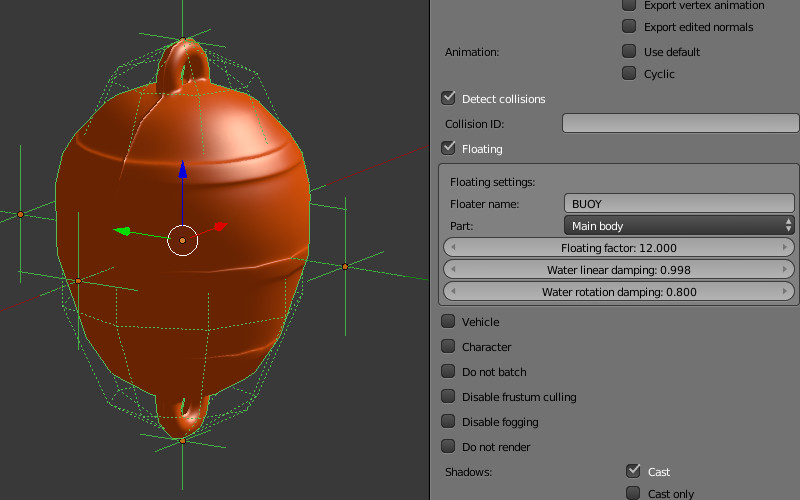 Export vertex animation
Export edited normals
Animation:
Use default
Cyclic
Detect collisions
Collision ID:
Floating
Floating settings:
Floater name: BUOY
Part: Main body
Floating factor: 12.000
Water linear damping: 0.998
Water rotation damping: 0.800
Vehicle
Character
Do not batch
Disable frustum culling
Disable fogging
Do not render
Shadows:
Cast
Cast only